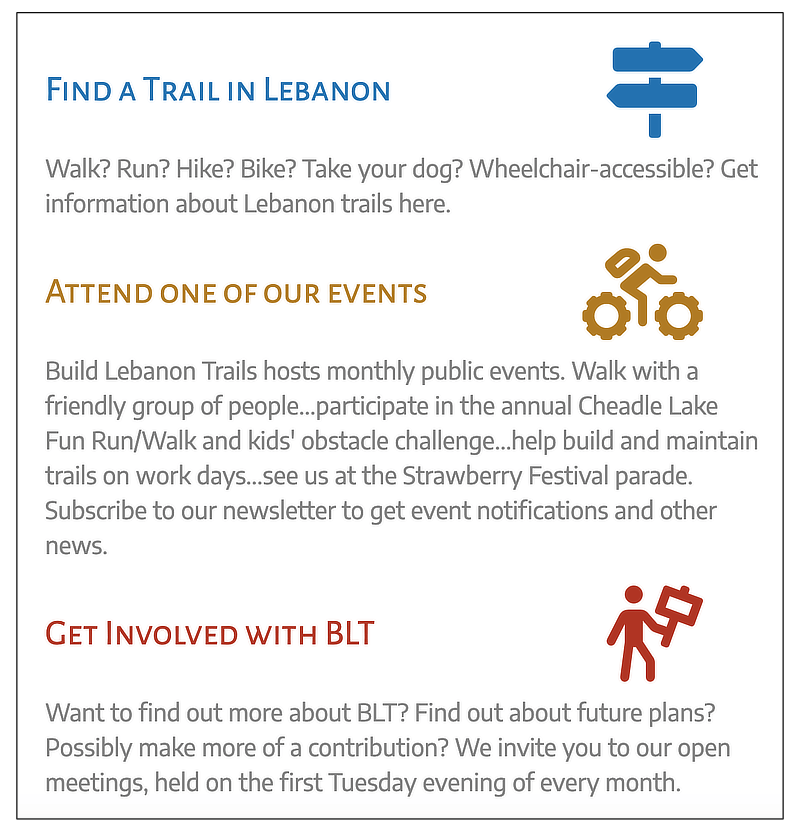 Find a Trail in Lebanon
Walk? Run? Hike? Bike? Take your dog? Wheelchair-accessible? Get
information about Lebanon trails here.
Attend one of our events
Build Lebanon Trails hosts monthly public events. Walk with a
friendly group of people...participate in the annual Cheadle Lake
Fun Run/Walk and kids' obstacle challenge...help build and maintain
trails on work days...see us at the Strawberry Festival parade.
Subscribe to our newsletter to get event notifications and other
news.
Get Involved with BLT
Want to find out more about BLT? Find out about future plans?
Possibly make more of a contribution? We invite you to our open
meetings, held on the first Tuesday evening of every month.